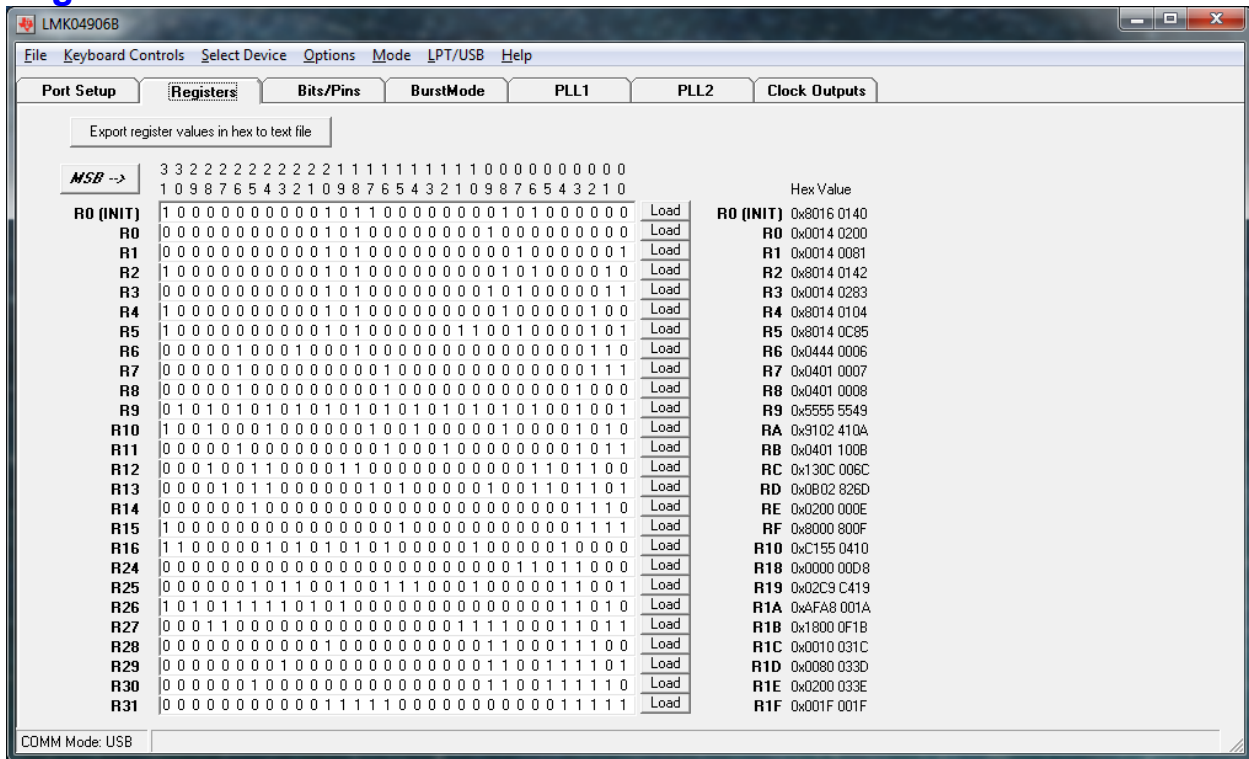 LMK04906B
File Keyboard Controls Select Device Options Mode LPT/USB Help
Port Setup Registers Bits/Pins BurstMode PLL1 PLL2 Clock Outputs
Export register values in hex to text file
MSB --> 3 3 2 2 2 2 2 2 2 2 2 2 1 1 1 1 1 1 1 1 1 1 0 0 0 0 0 0 0 0 0 0
1 0 9 8 7 6 5 4 3 2 1 0 9 8 7 6 5 4 3 2 1 0 9 8 7 6 5 4 3 2 1 0 Hex Value
R0 (INIT) 1 0 0 0 0 0 0 0 0 0 0 1 0 1 1 0 0 0 0 0 0 0 0 1 0 1 0 0 0 0 0 0 Load R0 (INIT) 0x8016 0140
R0 0 0 0 0 0 0 0 0 0 0 0 1 0 1 0 0 0 0 0 0 0 0 1 0 0 0 0 0 0 0 0 0 Load R0 0x0014 0200
R1 0 0 0 0 0 0 0 0 0 0 0 1 0 1 0 0 0 0 0 0 0 0 0 0 1 0 0 0 0 0 0 1 Load R1 0x0014 0081
R2 1 0 0 0 0 0 0 0 0 0 0 1 0 1 0 0 0 0 0 0 0 0 0 1 0 1 0 0 0 0 1 0 Load R2 0x8014 0142
R3 0 0 0 0 0 0 0 0 0 0 0 1 0 1 0 0 0 0 0 0 0 0 1 0 1 0 0 0 0 0 1 1 Load R3 0x0014 0283
R4 1 0 0 0 0 0 0 0 0 0 0 1 0 1 0 0 0 0 0 0 0 0 0 1 0 0 0 0 0 1 0 0 Load R4 0x8014 0104
R5 1 0 0 0 0 0 0 0 0 0 0 1 0 1 0 0 0 0 0 0 1 1 0 0 1 0 0 0 0 1 0 1 Load R5 0x8014 0C85
R6 0 0 0 0 0 1 0 0 0 1 0 0 0 1 0 0 0 0 0 0 0 0 0 0 0 0 0 0 0 1 1 0 Load R6 0x0444 0006
R7 0 0 0 0 0 1 0 0 0 0 0 0 0 0 0 1 0 0 0 0 0 0 0 0 0 0 0 0 0 1 1 1 Load R7 0x0401 0007
R8 0 0 0 0 0 1 0 0 0 0 0 0 0 0 0 1 0 0 0 0 0 0 0 0 0 0 0 0 1 0 0 0 Load R8 0x0401 0008
R9 0 1 0 1 0 1 0 1 0 1 0 1 0 1 0 1 0 1 0 1 0 1 0 1 0 1 0 0 1 0 0 1 Load R9 0x5555 5549
R10 1 0 0 1 0 0 0 1 0 0 0 0 0 0 1 0 0 1 0 0 0 0 0 1 0 0 0 0 1 0 1 0 Load RA 0x9102 410A
R11 0 0 0 0 0 1 0 0 0 0 0 0 0 0 0 1 0 0 0 1 0 0 0 0 0 0 0 0 1 0 1 1 Load RB 0x0401 100B
R12 0 0 0 1 0 0 1 1 0 0 0 0 1 1 0 0 0 0 0 0 0 0 0 0 0 1 1 0 1 1 0 0 Load RC 0x130C 006C
R13 0 0 0 0 1 0 1 1 0 0 0 0 0 0 1 0 1 0 0 0 0 0 1 0 0 1 1 0 1 1 0 1 Load RD 0x0B02 826D
R14 0 0 0 0 0 0 1 0 0 0 0 0 0 0 0 0 0 0 0 0 0 0 0 0 0 0 0 0 1 1 1 0 Load RE 0x0200 000E
R15 1 0 0 0 0 0 0 0 0 0 0 0 0 0 0 0 1 0 0 0 0 0 0 0 0 0 0 0 1 1 1 1 Load RF 0x8000 800F
R16 1 1 0 0 0 0 0 1 0 1 0 1 0 1 0 1 0 0 0 0 0 1 0 0 0 0 0 1 0 0 0 0 Load R10 0xC155 0410
R24 0 0 0 0 0 0 0 0 0 0 0 0 0 0 0 0 0 0 0 0 0 0 0 0 1 1 0 1 1 0 0 0 Load R18 0x0000 00D8
R25 0 0 0 0 0 0 1 0 1 1 0 0 1 0 0 1 1 1 0 0 0 1 0 0 0 0 0 1 1 0 0 1 Load R19 0x02C9 C419
R26 1 0 1 0 1 1 1 1 1 0 1 0 1 0 0 0 0 0 0 0 0 0 0 0 0 0 0 1 1 0 1 0 Load R1A 0xAFA8 001A
R27 0 0 0 1 1 0 0 0 0 0 0 0 0 0 0 0 0 0 0 0 1 1 1 1 0 0 0 1 1 0 1 1 Load R1B 0x1800 0F1B
R28 0 0 0 0 0 0 0 0 0 0 0 1 0 0 0 0 0 0 0 0 0 0 1 1 0 0 0 1 1 1 0 0 Load R1C 0x0010 031C
R29 0 0 0 0 0 0 0 0 1 0 0 0 0 0 0 0 0 0 0 0 0 0 1 1 0 0 1 1 1 1 0 1 Load R1D 0x0080 033D
R30 0 0 0 0 0 0 1 0 0 0 0 0 0 0 0 0 0 0 0 0 0 0 1 1 0 0 1 1 1 1 1 0 Load R1E 0x0200 033E
R31 0 0 0 0 0 0 0 0 0 0 0 1 1 1 1 1 0 0 0 0 0 0 0 0 0 0 0 1 1 1 1 1 Load R1F 0x001F 001F
COMM Mode: USB